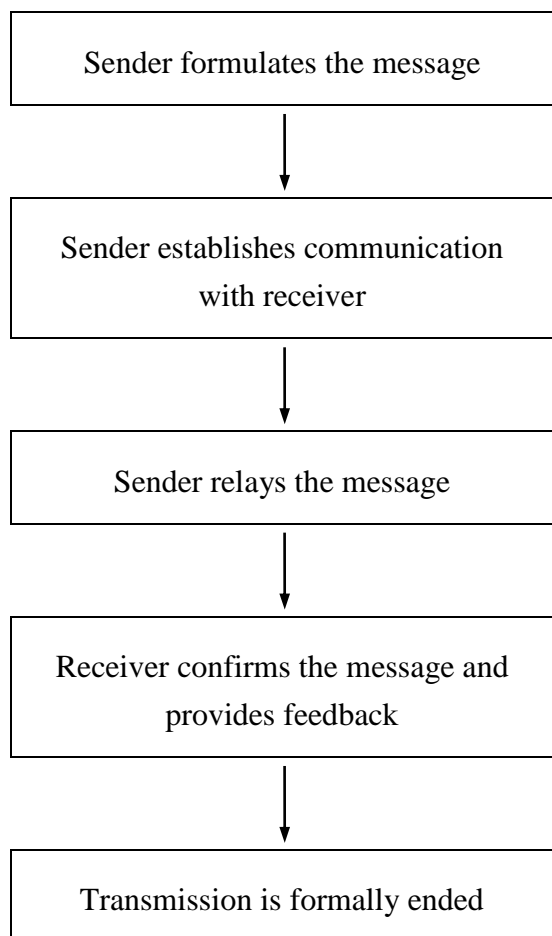 Sender formulates the message
Sender establishes communication
with receiver
Sender relays the message
Receiver confirms the message and
provides feedback
Transmission is formally ended